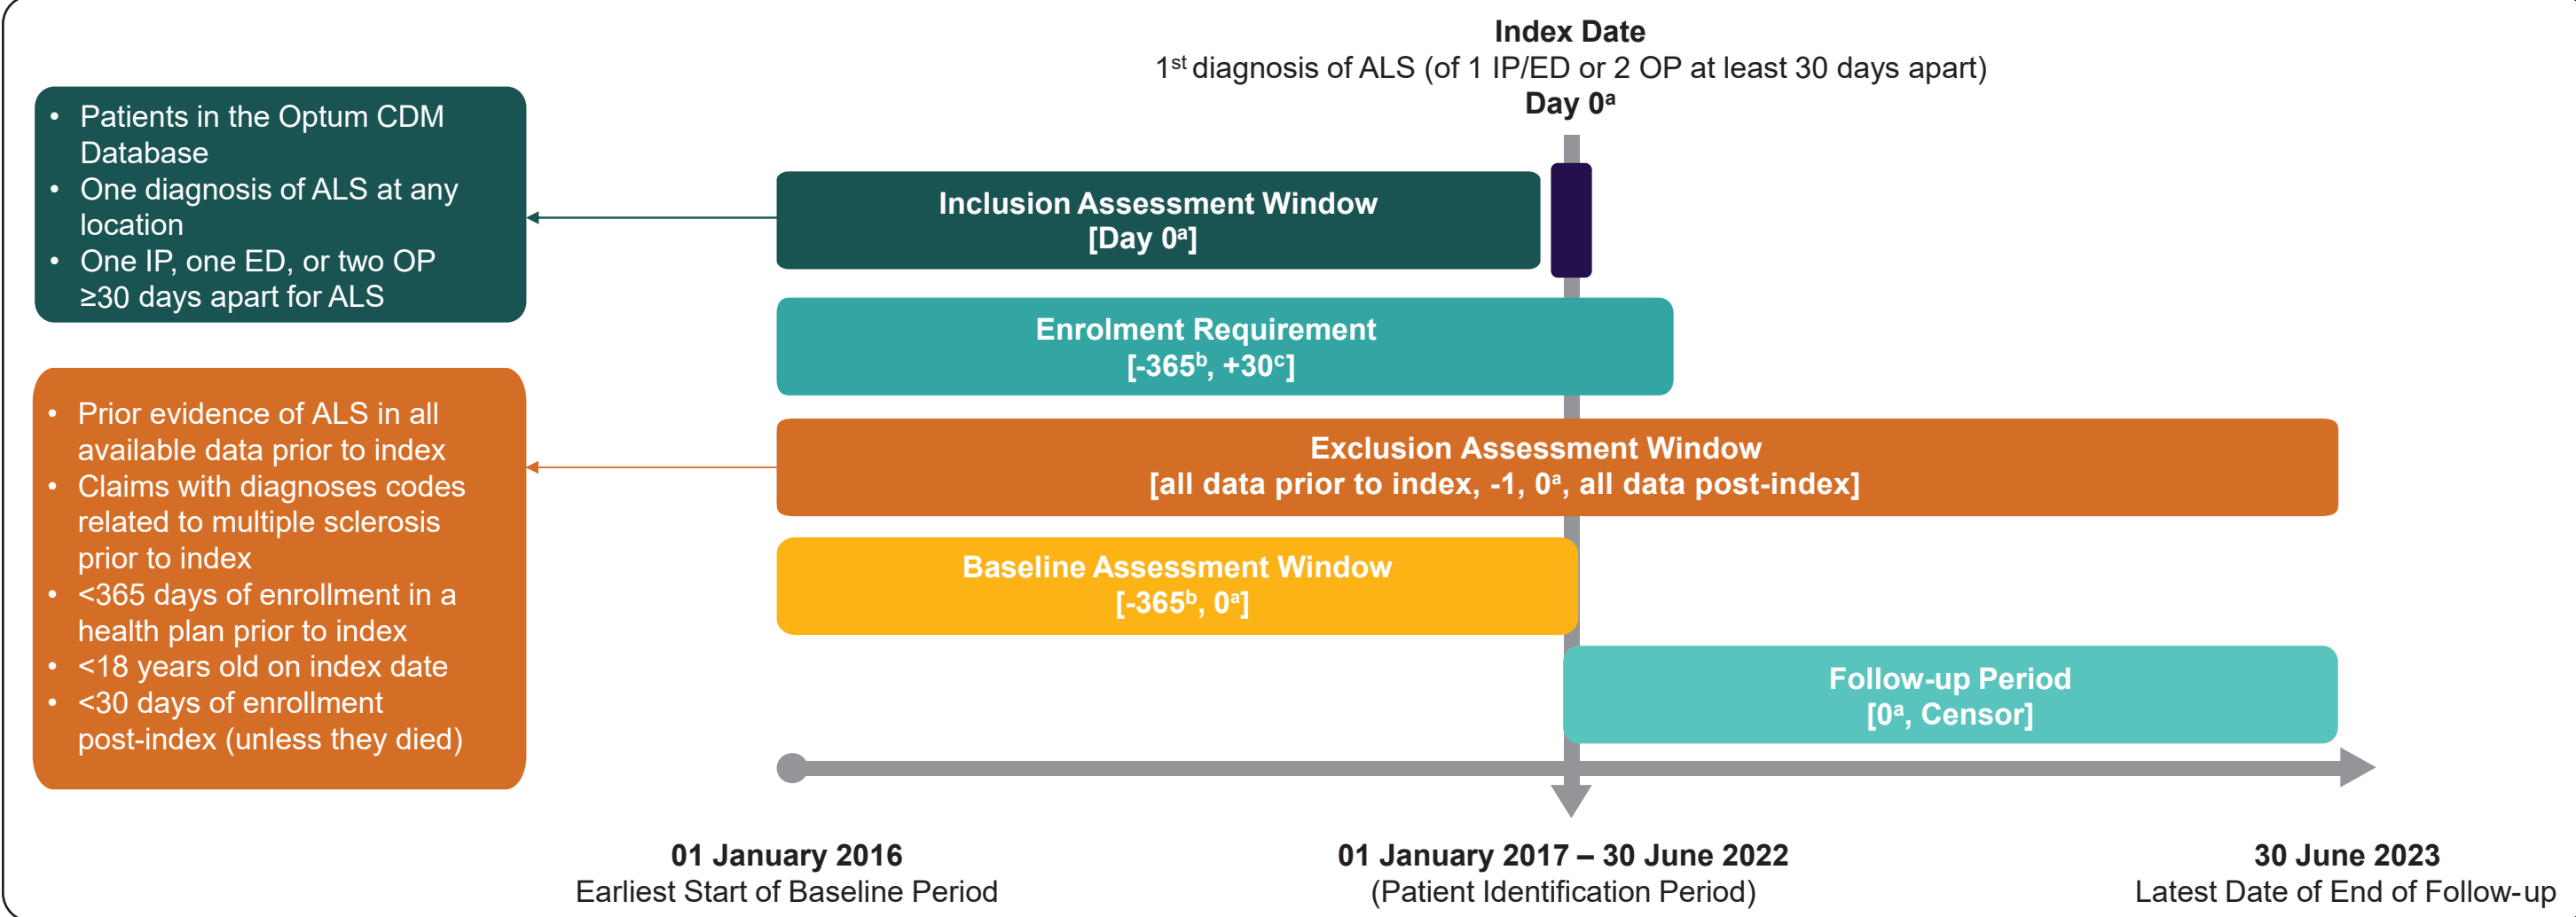 Index Date
1st diagnosis of ALS (of 1 IP/ED or 2 OP at least 30 days apart)
Day 0a
• Patients in the Optum CDM
Database
• One diagnosis of ALS at any
location
• One IP, one ED, or two OP
≥30 days apart for ALS
Inclusion Assessment Window
[Day 0a]
Enrolment Requirement
[-365b, +30c]
• Prior evidence of ALS in all
available data prior to index
• Claims with diagnoses codes
related to multiple sclerosis
prior to index
• <365 days of enrollment in a
health plan prior to index
• <18 years old on index date
• <30 days of enrollment
post-index (unless they died)
Exclusion Assessment Window
[all data prior to index, -1, 0a, all data post-index]
Baseline Assessment Window
[-365b, 0a]
Follow-up Period
[0a, Censor]
01 January 2016
Earliest Start of Baseline Period
01 January 2017 – 30 June 2022
(Patient Identification Period)
30 June 2023
Latest Date of End of Follow-up